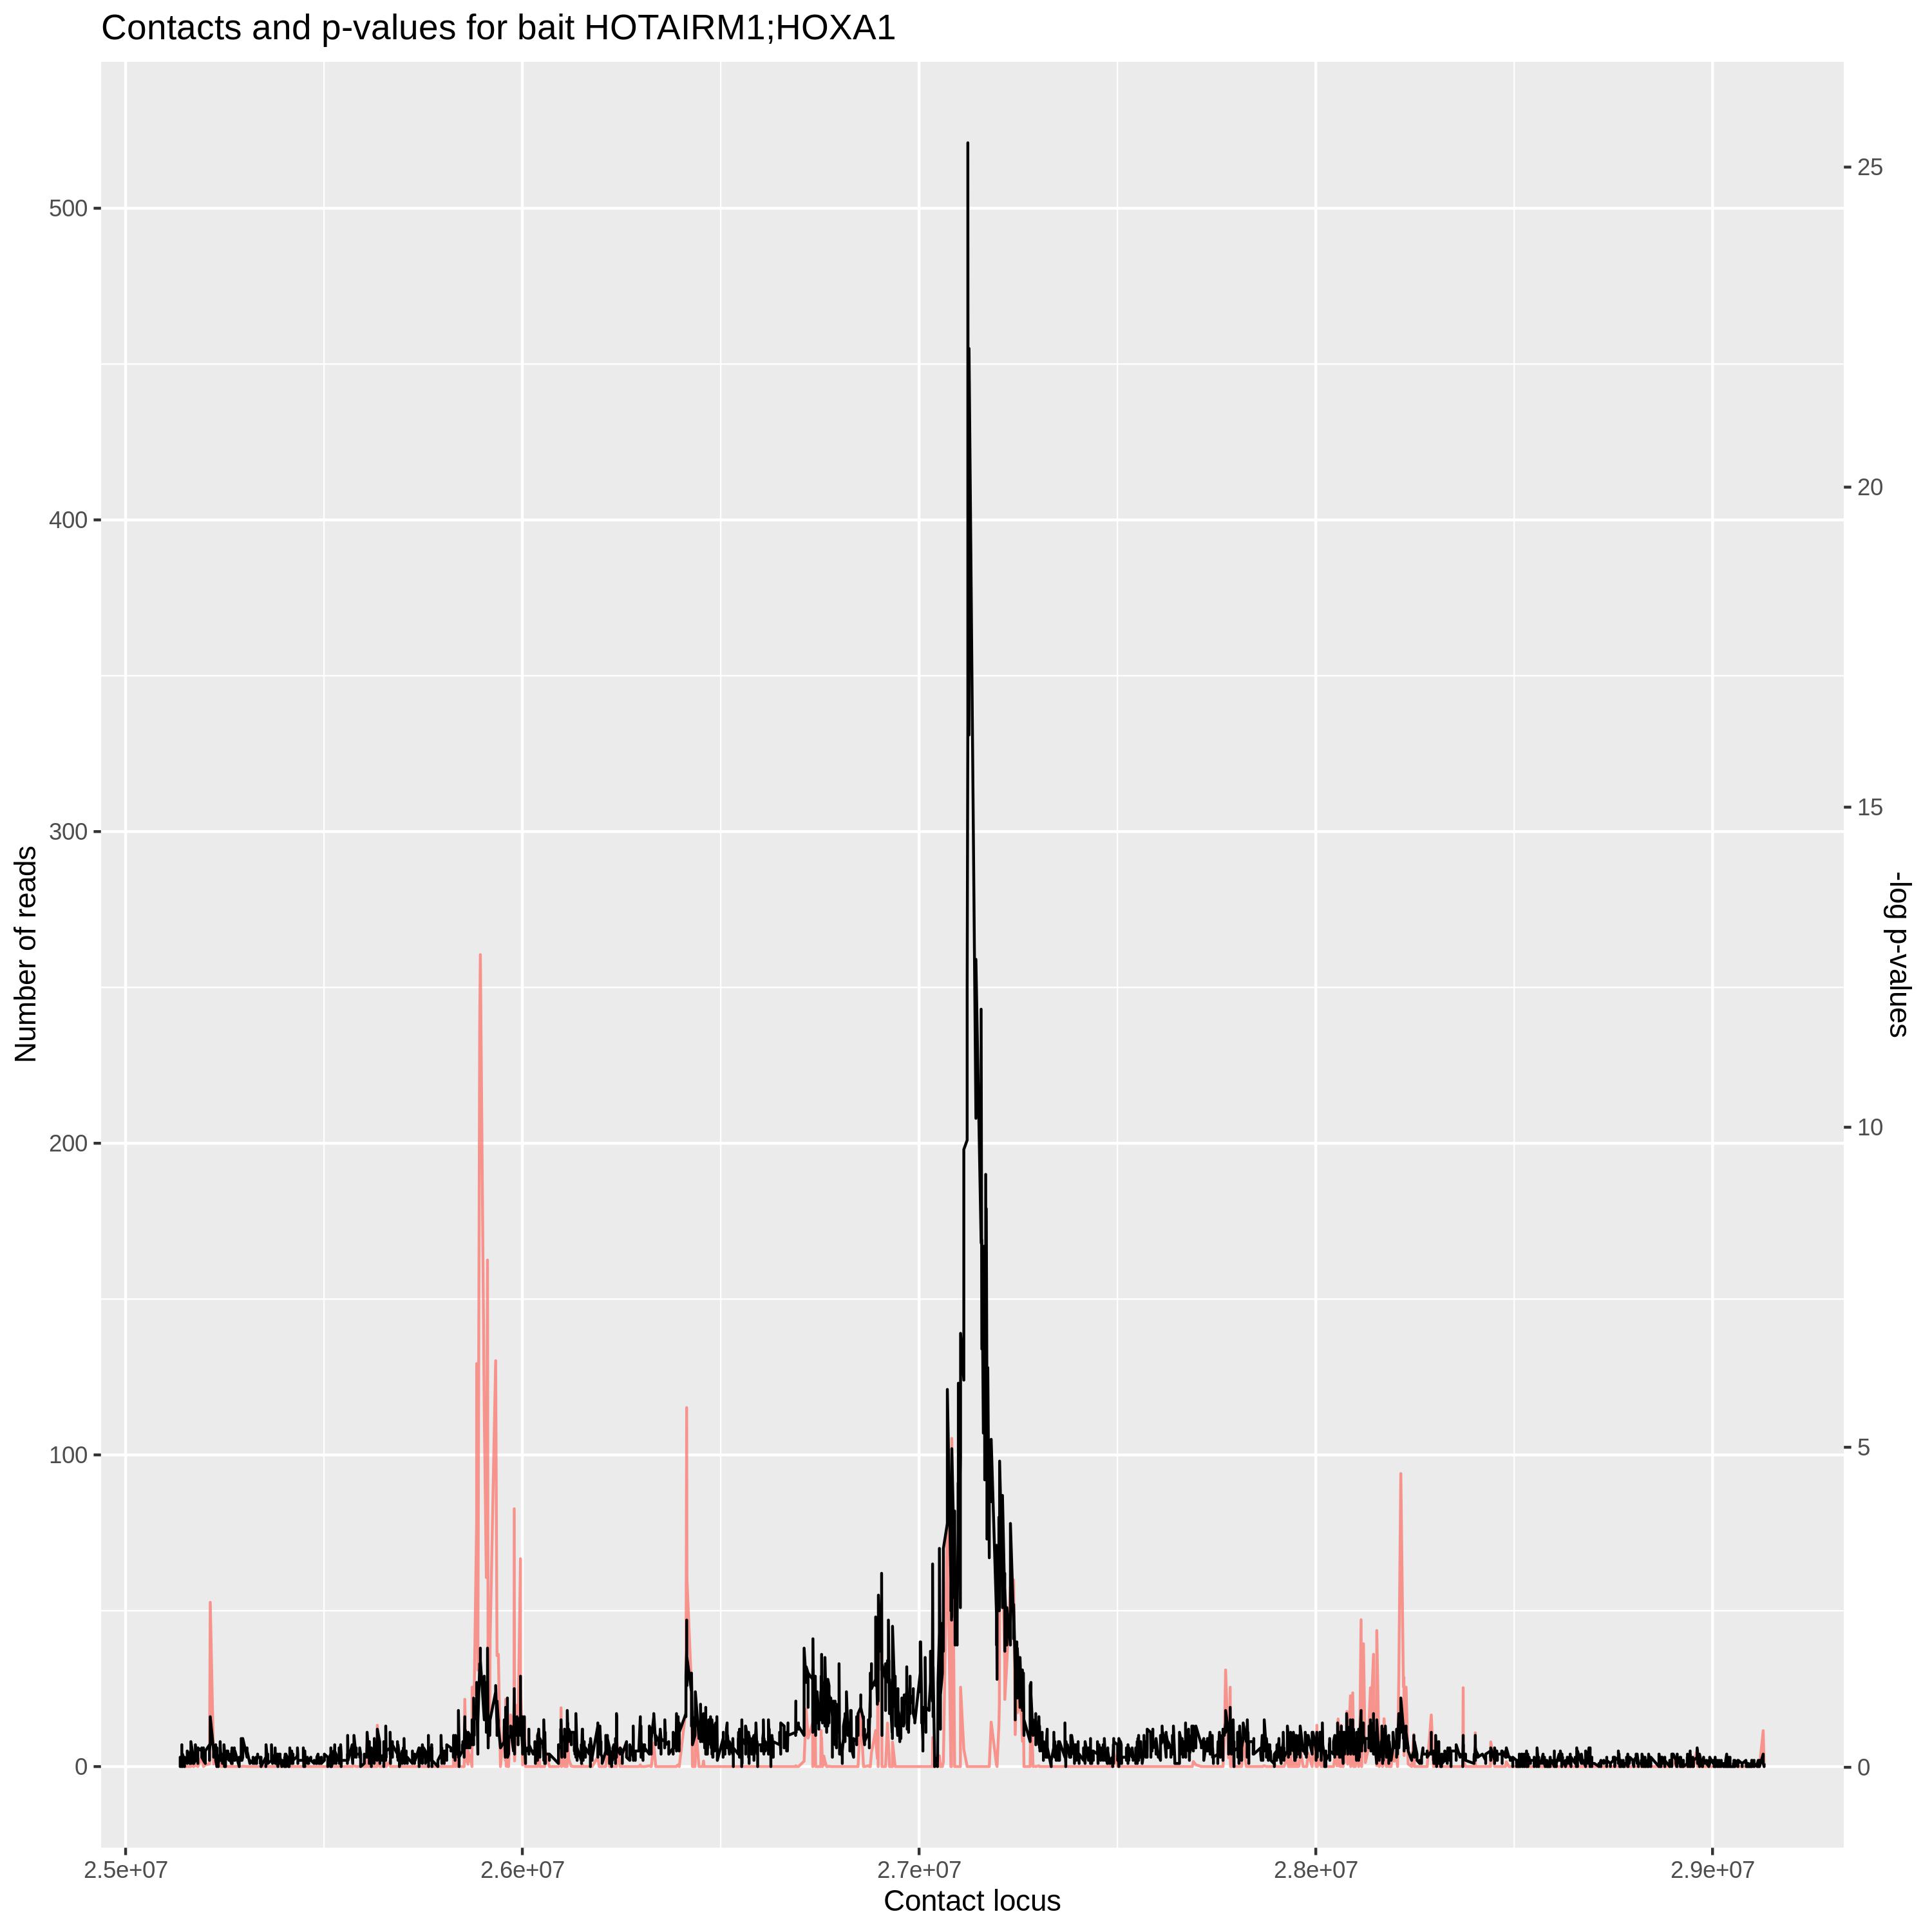 Contacts and p-values for bait HOTAIRM1;HOXA1
500
400
300
200
100
0
Number of reads
25
20
15
10
5
0
-log p-values
2.5e+07 2.6e+07 2.7e+07 2.8e+07 2.9e+07
Contact locus